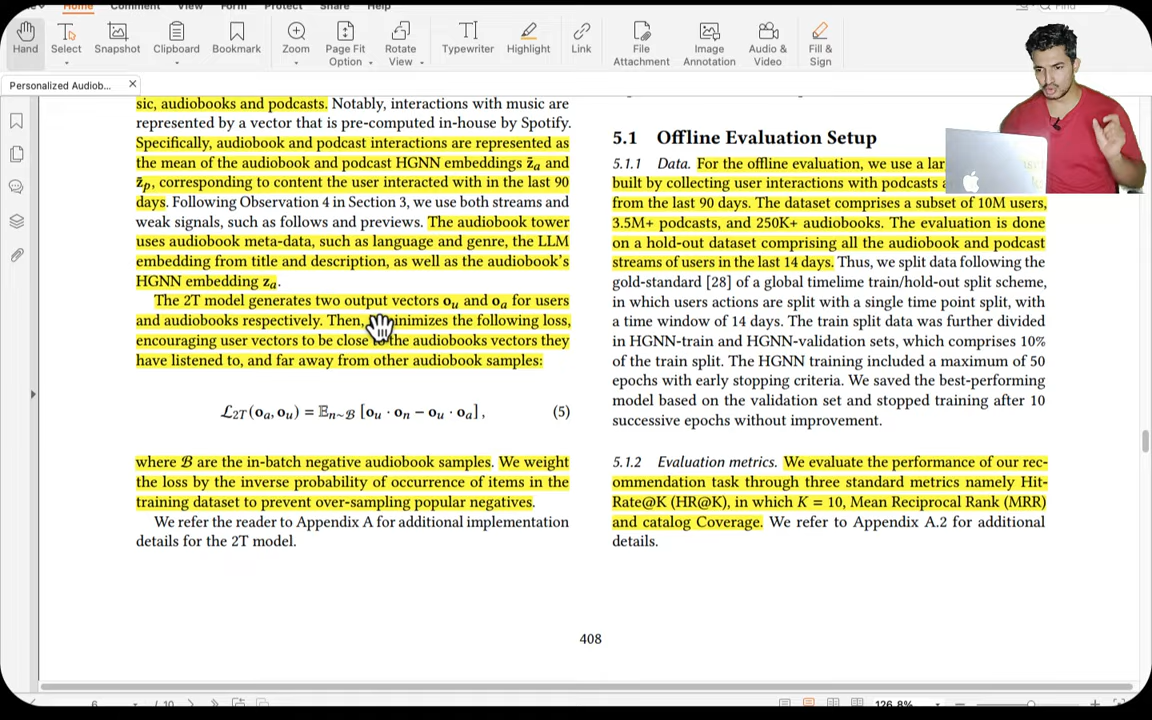 Home
Comment
View
Form
Protect
Share
Help
Find
Hand
Select
Snapshot
Clipboard
Bookmark
Zoom
Page Fit Option
Rotate View
Typewriter
Highlight
Link
File Attachment
Image Annotation
Audio & Video
Fill & Sign
Personalized Audiob...
sic, audiobooks and podcasts. Notably, interactions with music are
represented by a vector that is pre-computed in-house by Spotify.
Specifically, audiobook and podcast interactions are represented as
the mean of the audiobook and podcast HGNN embeddings z̄ₐ and
z̄ₚ, corresponding to content the user interacted with in the last 90
days. Following Observation 4 in Section 3, we use both streams and
weak signals, such as follows and previews. The audiobook tower
uses audiobook meta-data, such as language and genre, the LLM
embedding from title and description, as well as the audiobook's
HGNN embedding zₐ.
The 2T model generates two output vectors oᵤ and oₐ for users
and audiobooks respectively. Then, minimizes the following loss,
encouraging user vectors to be close to the audiobooks vectors they
have listened to, and far away from other audiobook samples:
ℒ₂T(oₐ, oᵤ) = 𝔼ₙ∼ℬ [oᵤ · oₙ − oᵤ · oₐ], (5)
where ℬ are the in-batch negative audiobook samples. We weight
the loss by the inverse probability of occurrence of items in the
training dataset to prevent over-sampling popular negatives.
We refer the reader to Appendix A for additional implementation
details for the 2T model.
5.1 Offline Evaluation Setup
5.1.1 Data. For the offline evaluation, we use a lar
built by collecting user interactions with podcasts
from the last 90 days. The dataset comprises a subset of 10M users,
3.5M+ podcasts, and 250K+ audiobooks. The evaluation is done
on a hold-out dataset comprising all the audiobook and podcast
streams of users in the last 14 days. Thus, we split data following the
gold-standard [28] of a global timelime train/hold-out split scheme,
in which users actions are split with a single time point split, with
a time window of 14 days. The train split data was further divided
in HGNN-train and HGNN-validation sets, which comprises 10%
of the train split. The HGNN training included a maximum of 50
epochs with early stopping criteria. We saved the best-performing
model based on the validation set and stopped training after 10
successive epochs without improvement.
5.1.2 Evaluation metrics. We evaluate the performance of our rec-
ommendation task through three standard metrics namely Hit-
Rate@K (HR@K), in which K = 10, Mean Reciprocal Rank (MRR)
and catalog Coverage. We refer to Appendix A.2 for additional
details.
408
6
/ 10
126.8%